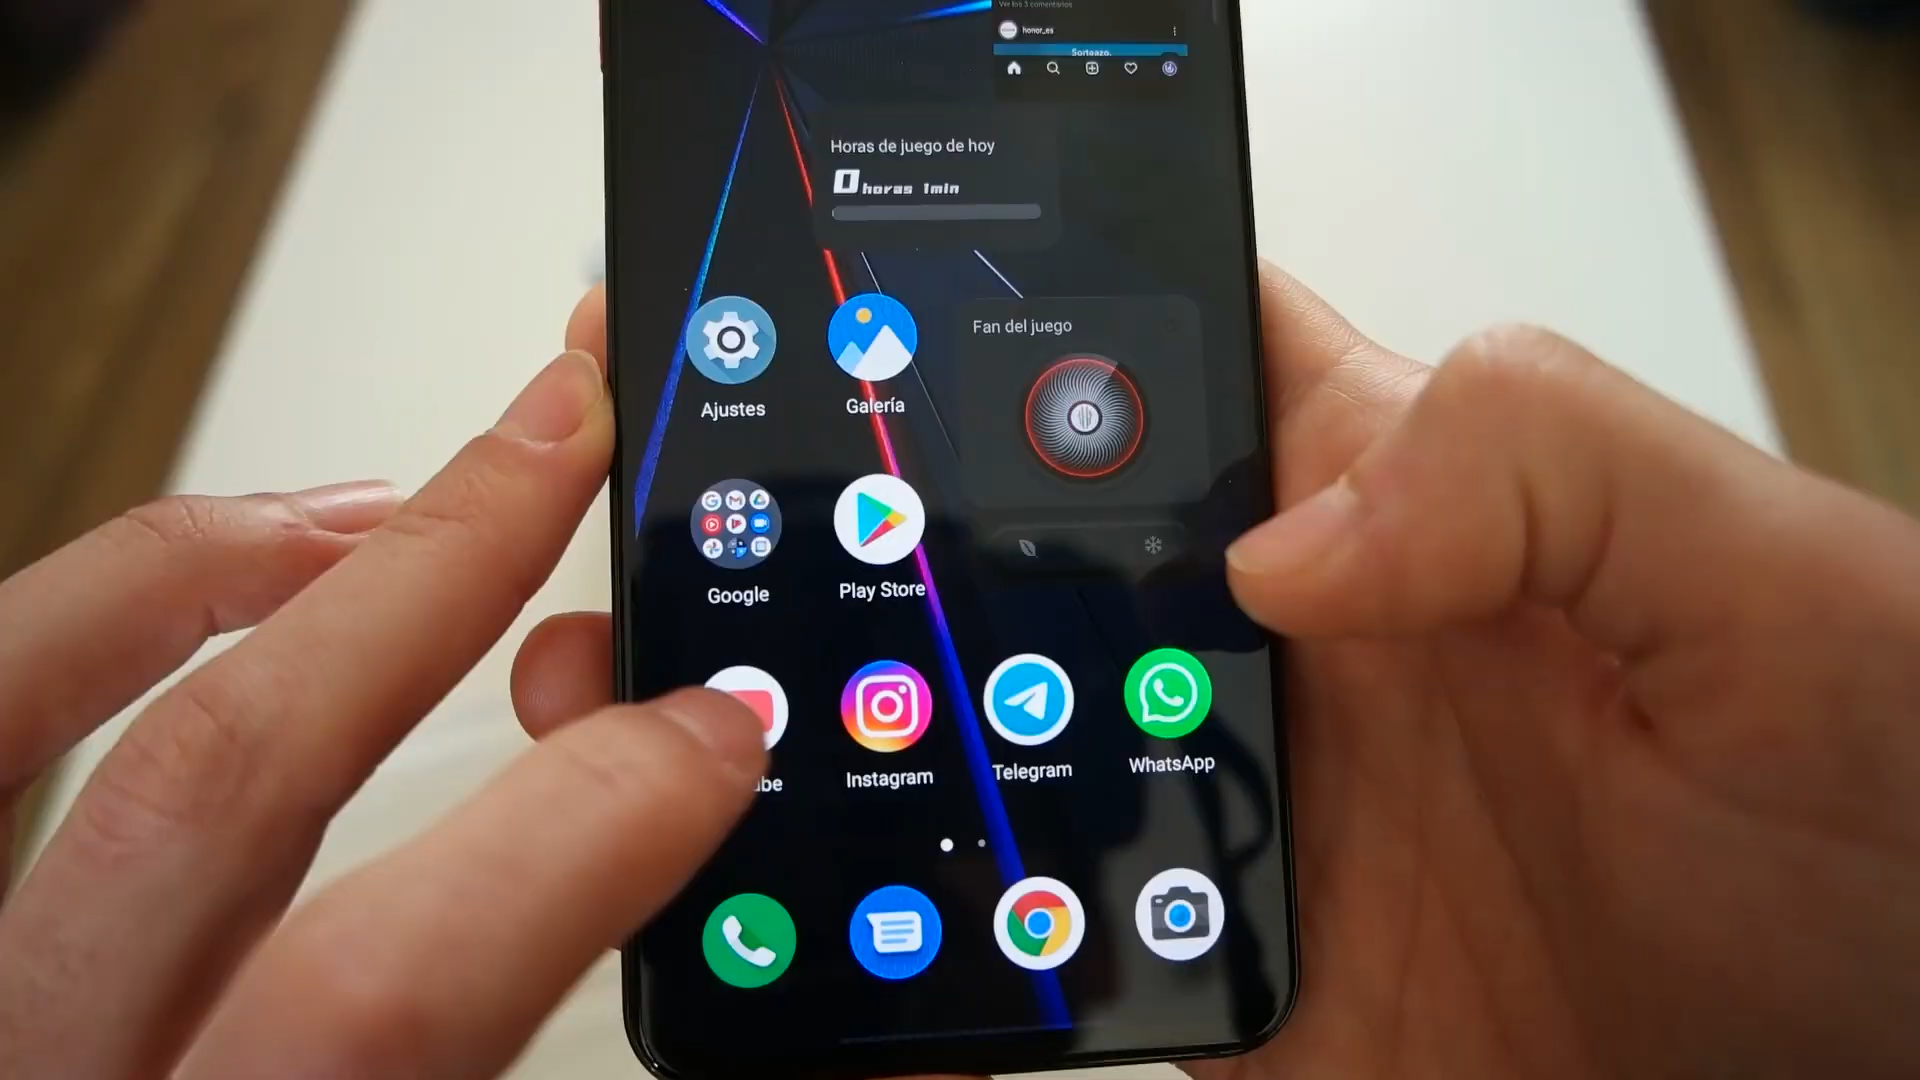 Ver los 3 comentarios
honor_es
Sorteazo.
Horas de juego de hoy
0 horas 1min
Fan del juego
Ajustes
Galería
Google
Play Store
Instagram
Telegram
WhatsApp